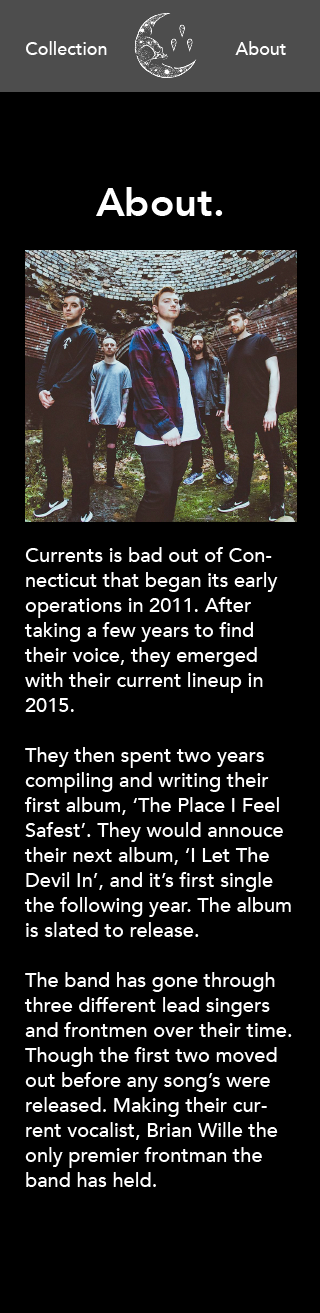 Collection
About
About.
Currents is bad out of Con-
necticut that began its early
operations in 2011. After
taking a few years to find
their voice, they emerged
with their current lineup in
2015.
They then spent two years
compiling and writing their
first album, ‘The Place I Feel
Safest’. They would annouce
their next album, ‘I Let The
Devil In’, and it’s first single
the following year. The album
is slated to release.
The band has gone through
three different lead singers
and frontmen over their time.
Though the first two moved
out before any song’s were
released. Making their cur-
rent vocalist, Brian Wille the
only premier frontman the
band has held.